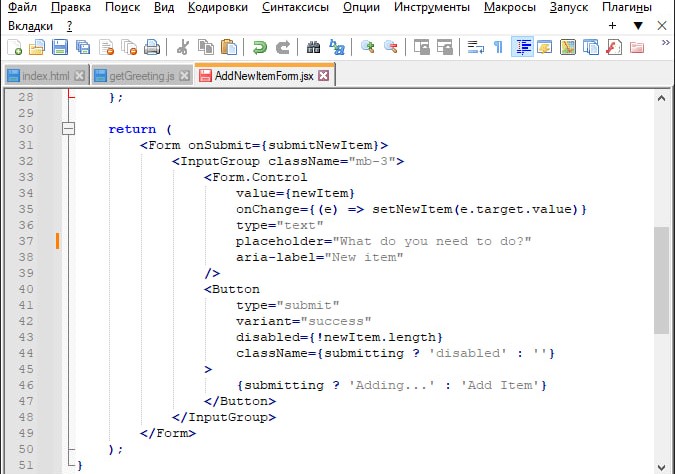 Файл Правка Поиск Вид Кодировки Синтаксисы Опции Инструменты Макросы Запуск Плагины
Вкладки ? + ▼ X
index.html getGreeting.js AddNewItemForm.jsx
28 };
29
30 return (
31 <Form onSubmit={submitNewItem}>
32 <InputGroup className="mb-3">
33 <Form.Control
34 value={newItem}
35 onChange={(e) => setNewItem(e.target.value)}
36 type="text"
37 placeholder="What do you need to do?"
38 aria-label="New item"
39 />
40 <Button
41 type="submit"
42 variant="success"
43 disabled={!newItem.length}
44 className={submitting ? 'disabled' : ''}
45 >
46 {submitting ? 'Adding...' : 'Add Item'}
47 </Button>
48 </InputGroup>
49 </Form>
50 );
51 }